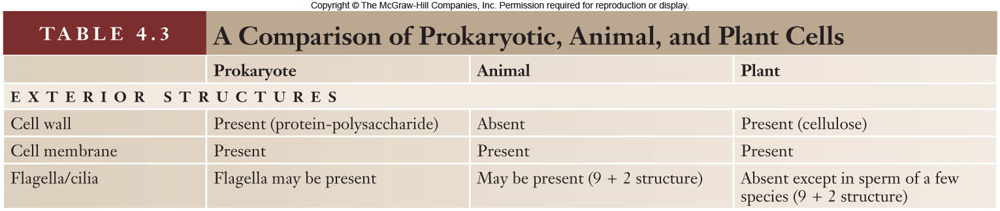 Copyright © The McGraw-Hill Companies, Inc. Permission required for reproduction or display.
TABLE 4.3 A Comparison of Prokaryotic, Animal, and Plant Cells
Prokaryote Animal Plant
EXTERIOR STRUCTURES
Cell wall Present (protein-polysaccharide) Absent Present (cellulose)
Cell membrane Present Present Present
Flagella/cilia Flagella may be present May be present (9 + 2 structure) Absent except in sperm of a few
species (9 + 2 structure)